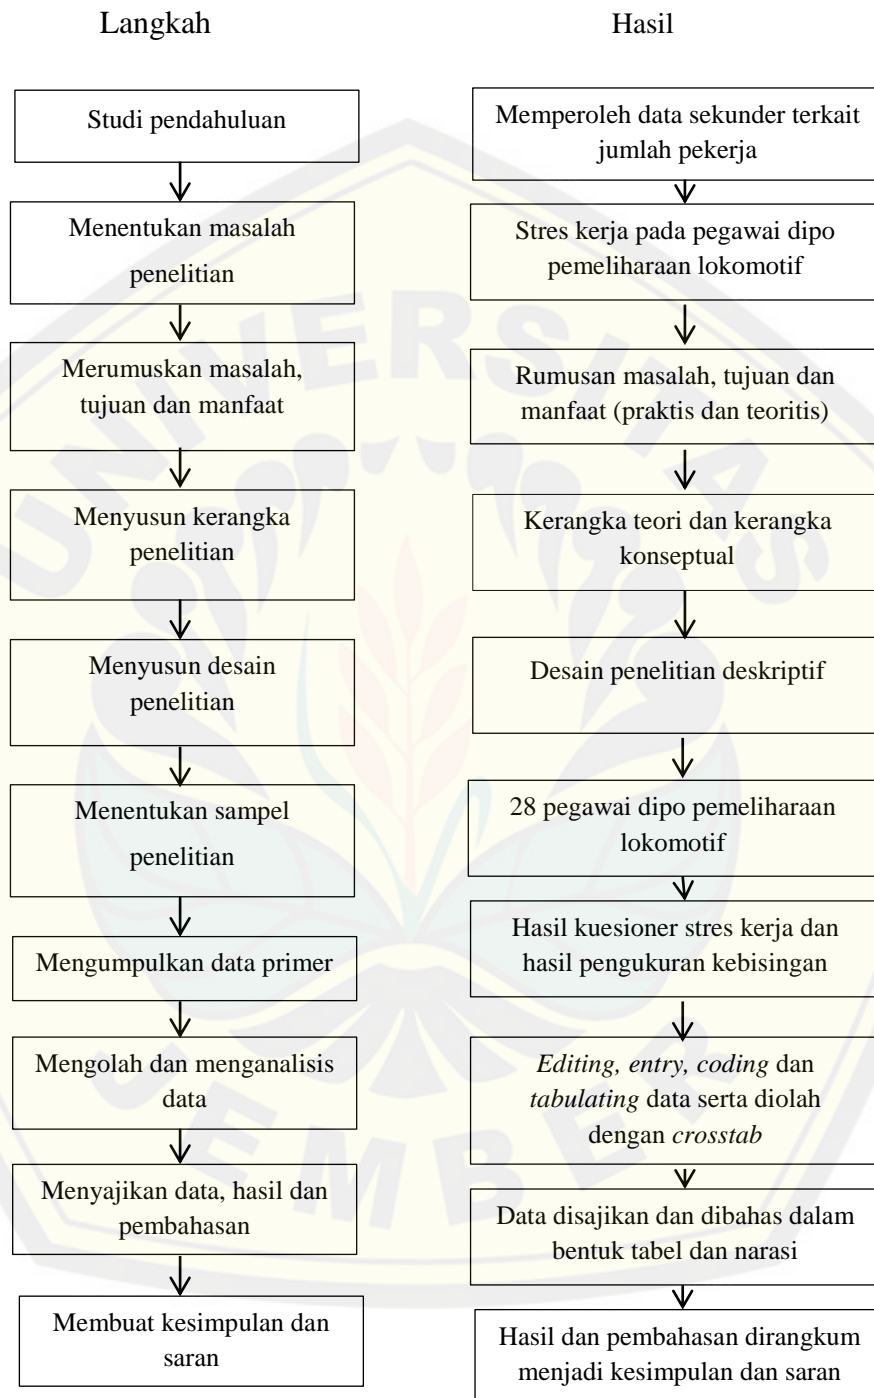 Langkah
Hasil
Studi pendahuluan
Memperoleh data sekunder terkait
jumlah pekerja
Menentukan masalah
penelitian
Stres kerja pada pegawai dipo
pemeliharaan lokomotif
Merumuskan masalah,
tujuan dan manfaat
Rumusan masalah, tujuan dan
manfaat (praktis dan teoritis)
Menyusun kerangka
penelitian
Kerangka teori dan kerangka
konseptual
Menyusun desain
penelitian
Desain penelitian deskriptif
Menentukan sampel
penelitian
28 pegawai dipo pemeliharaan
lokomotif
Mengumpulkan data primer
Hasil kuesioner stres kerja dan
hasil pengukuran kebisingan
Mengolah dan menganalisis
data
Editing, entry, coding dan
tabulating data serta diolah
dengan crosstab
Menyajikan data, hasil dan
pembahasan
Data disajikan dan dibahas dalam
bentuk tabel dan narasi
Membuat kesimpulan dan
saran
Hasil dan pembahasan dirangkum
menjadi kesimpulan dan saran
UNIVERSITAS
JEMBER